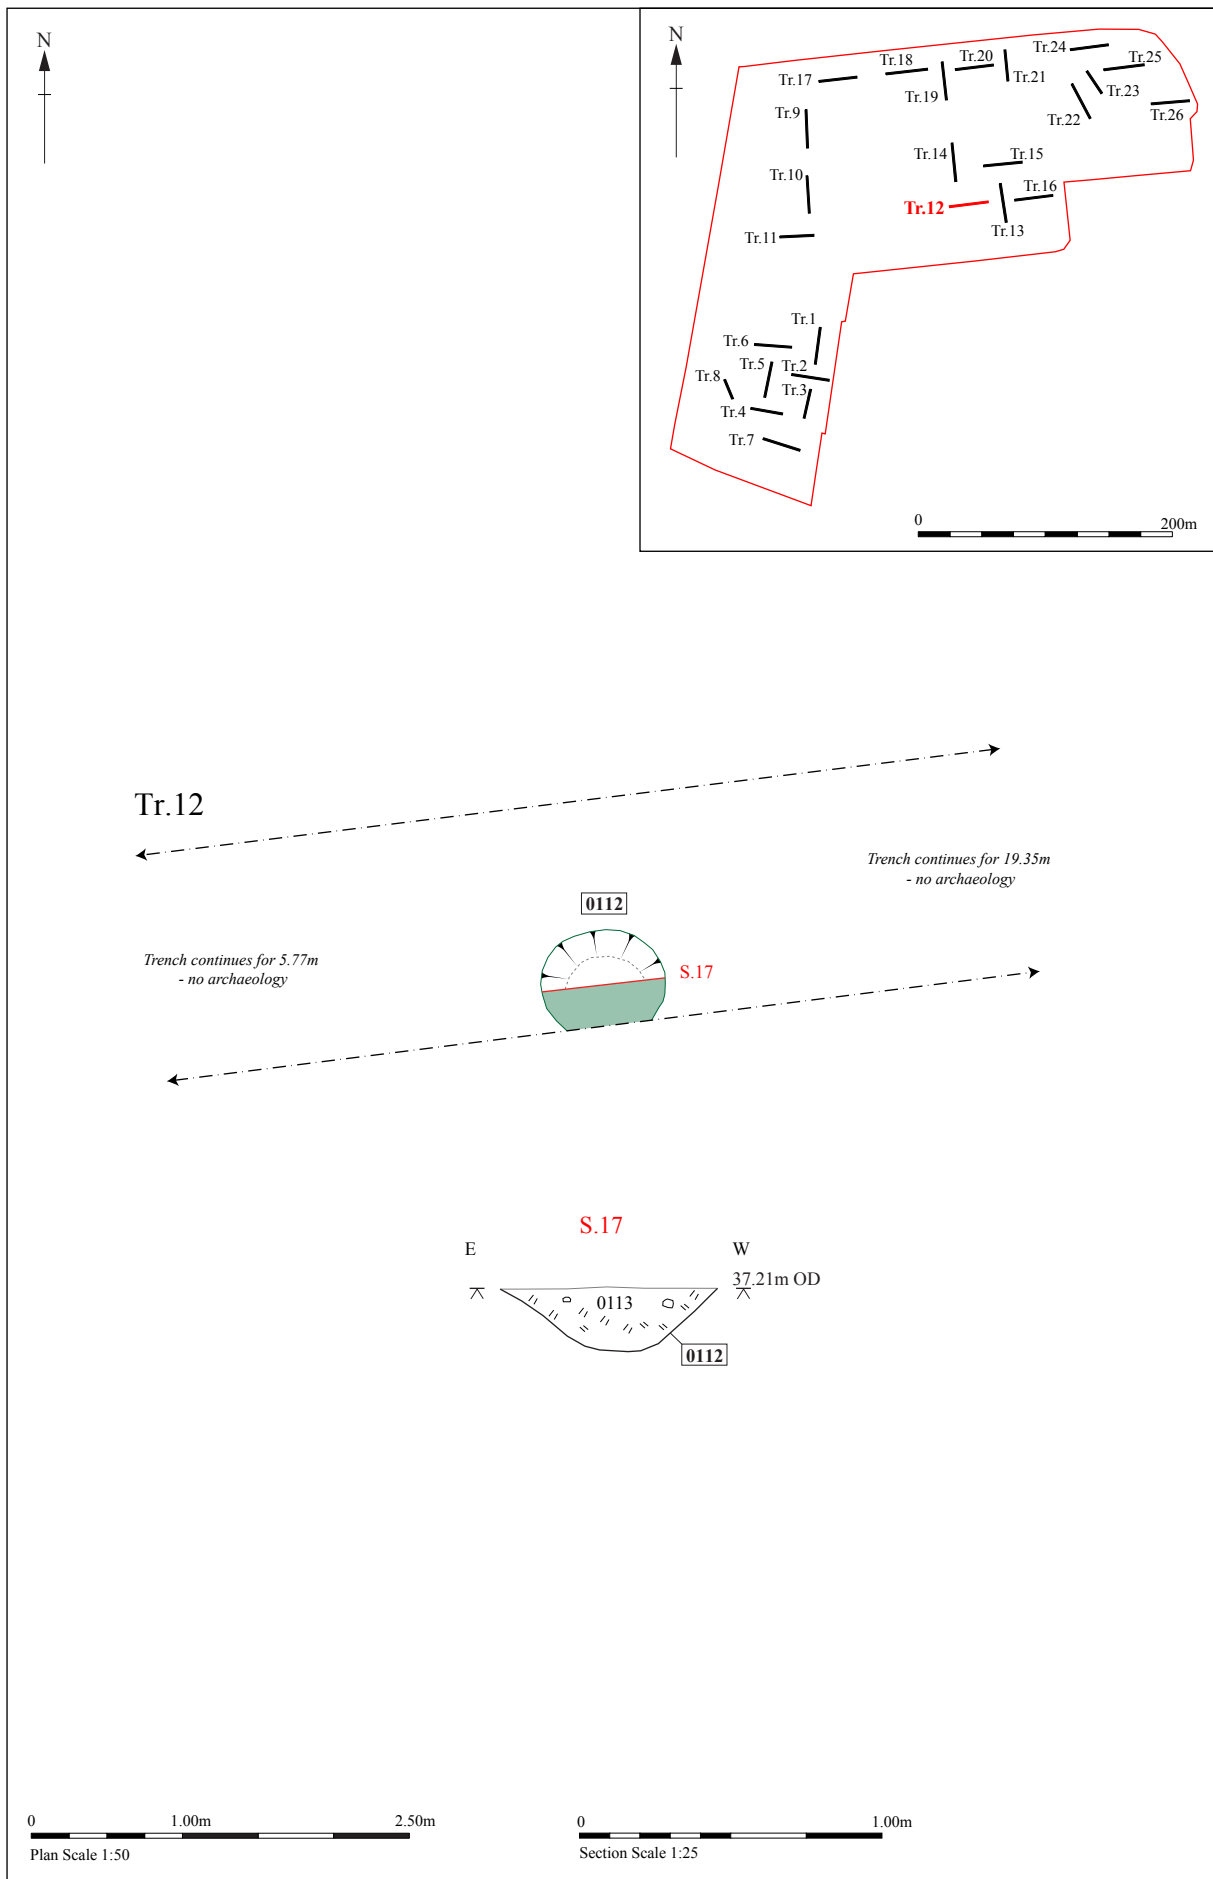 N
N
Tr.24
Tr.25
Tr.20
Tr.18
Tr.17
Tr.21
Tr.23
Tr.19
Tr.9
Tr.22
Tr.26
Tr.14
Tr.15
Tr.10
Tr.16
Tr.12
Tr.13
Tr.11
Tr.1
Tr.6
Tr.5
Tr.2
Tr.8
Tr.3
Tr.4
Tr.7
0
200m
Tr.12
Trench continues for 19.35m
- no archaeology
0112
Trench continues for 5.77m
- no archaeology
S.17
S.17
E
W
37.21m OD
0113
0112
0
1.00m
2.50m
Plan Scale 1:50
0
1.00m
Section Scale 1:25